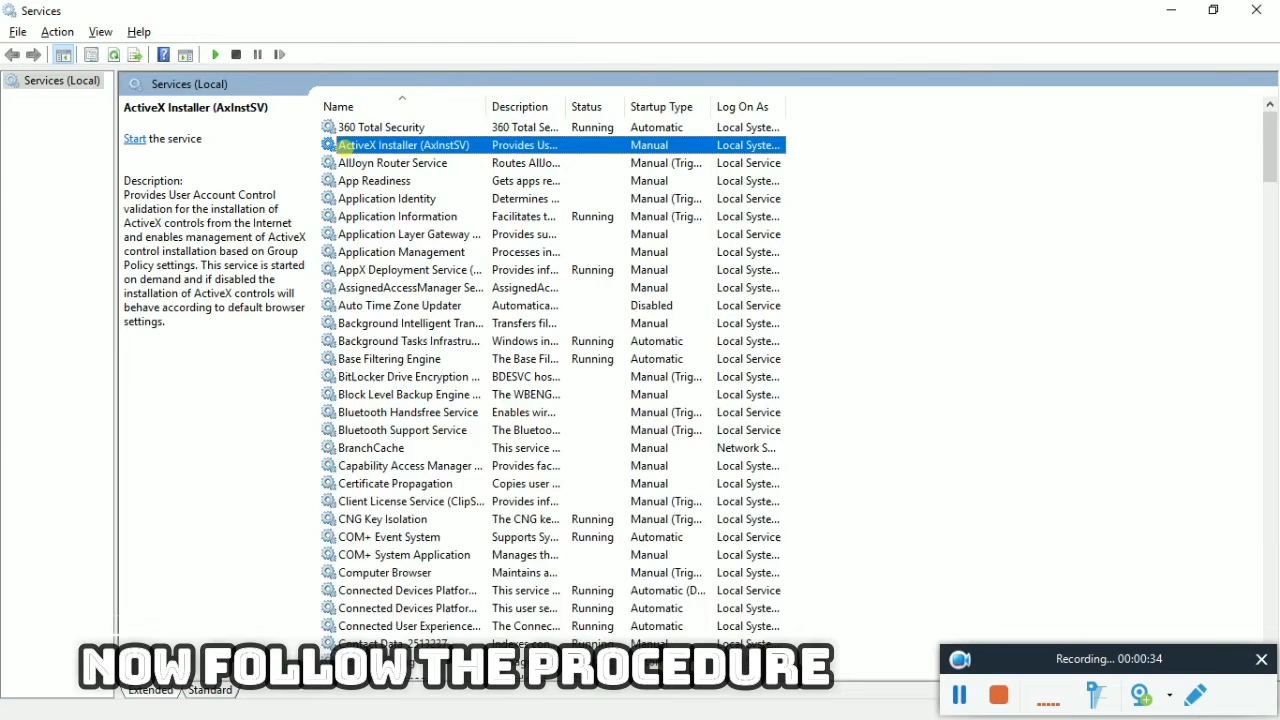 Services
File Action View Help
Services (Local)
Services (Local)
ActiveX Installer (AxInstSV)
Start the service
Description:
Provides User Account Control
validation for the installation of
ActiveX controls from the Internet
and enables management of ActiveX
control installation based on Group
Policy settings. This service is started
on demand and if disabled the
installation of ActiveX controls will
behave according to default browser
settings.
Name Description Status Startup Type Log On As
360 Total Security 360 Total Se... Running Automatic Local Syste...
ActiveX Installer (AxInstSV) Provides Us... Manual Local Syste...
AllJoyn Router Service Routes AllJo... Manual (Trig... Local Service
App Readiness Gets apps re... Manual Local Syste...
Application Identity Determines ... Manual (Trig... Local Service
Application Information Facilitates t... Running Manual (Trig... Local Syste...
Application Layer Gateway ... Provides su... Manual Local Service
Application Management Processes in... Manual Local Syste...
AppX Deployment Service (... Provides inf... Running Manual Local Syste...
AssignedAccessManager Se... AssignedAc... Manual Local Syste...
Auto Time Zone Updater Automatica... Disabled Local Service
Background Intelligent Tran... Transfers fil... Manual Local Syste...
Background Tasks Infrastru... Windows in... Running Automatic Local Syste...
Base Filtering Engine The Base Fil... Running Automatic Local Service
BitLocker Drive Encryption ... BDESVC hos... Manual (Trig... Local Syste...
Block Level Backup Engine ... The WBENG... Manual Local Syste...
Bluetooth Handsfree Service Enables wir... Manual (Trig... Local Service
Bluetooth Support Service The Bluetoo... Manual (Trig... Local Service
BranchCache This service ... Manual Network S...
Capability Access Manager ... Provides fac... Manual Local Syste...
Certificate Propagation Copies user ... Manual Local Syste...
Client License Service (ClipS... Provides inf... Manual (Trig... Local Syste...
CNG Key Isolation The CNG ke... Running Manual (Trig... Local Syste...
COM+ Event System Supports Sy... Running Automatic Local Service
COM+ System Application Manages th... Manual Local Syste...
Computer Browser Maintains a... Manual (Trig... Local Syste...
Connected Devices Platfor... This service ... Running Automatic (D... Local Service
Connected Devices Platfor... This user se... Running Automatic Local Syste...
Connected User Experience... The Connec... Running Automatic Local Syste...
NOW FOLLOW THE PROCEDURE
Extended Standard
Recording... 00:00:34